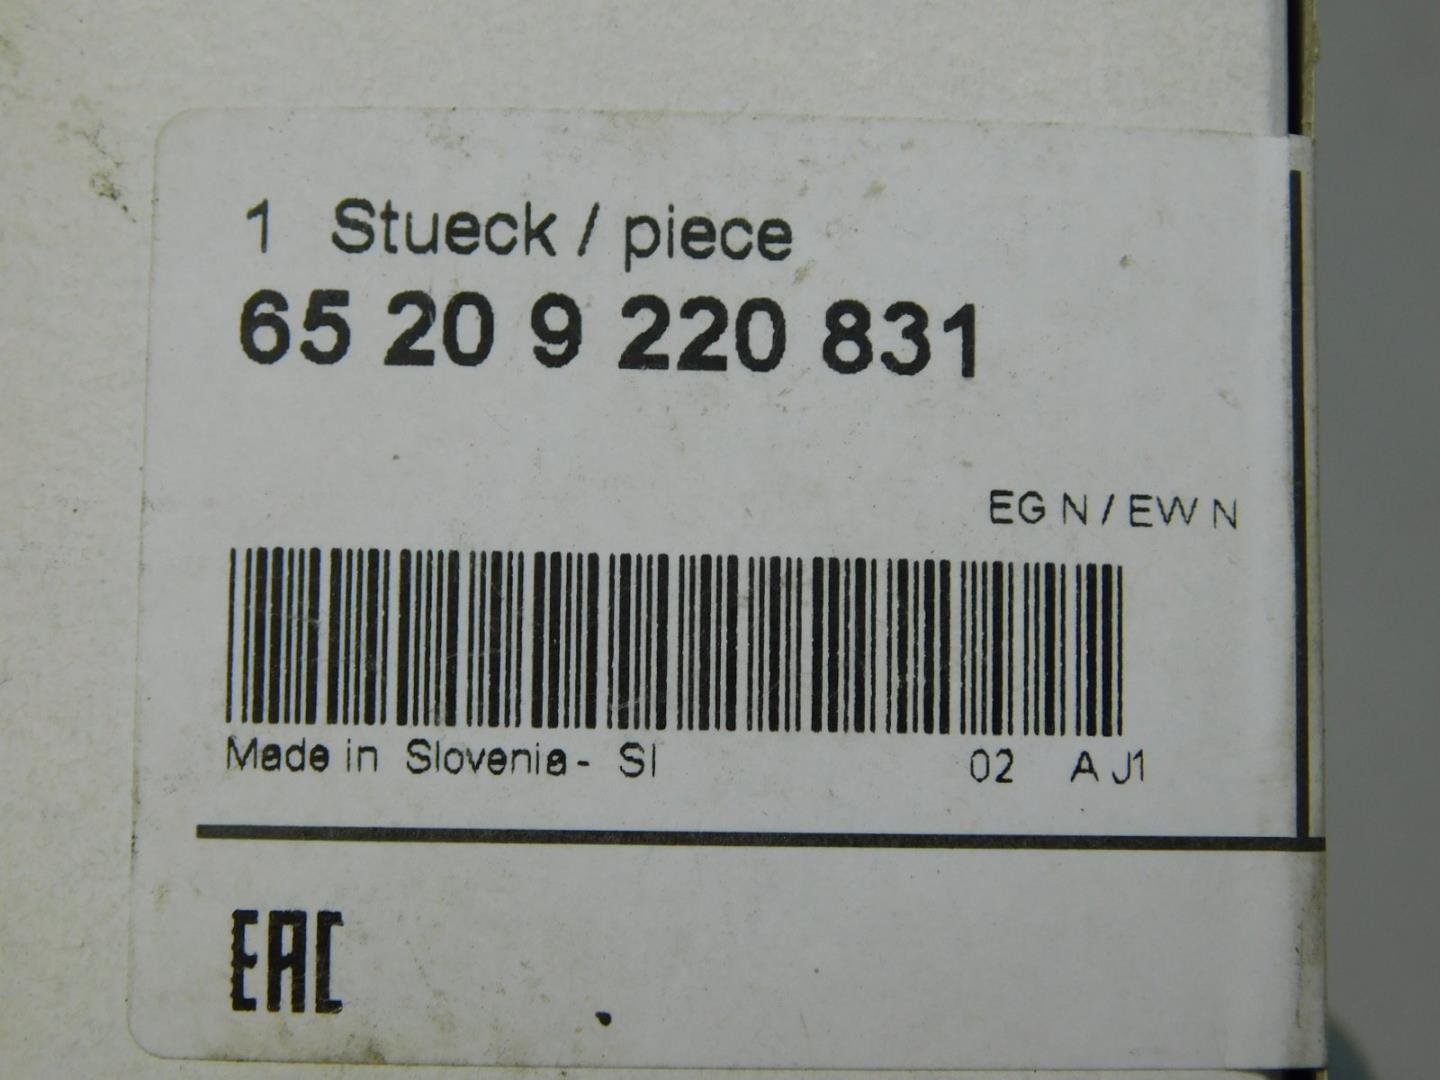 1 Stueck / piece
65 20 9 220 831
EG N / EW N
Made in Slovenia- SI 02 A J1
EAC